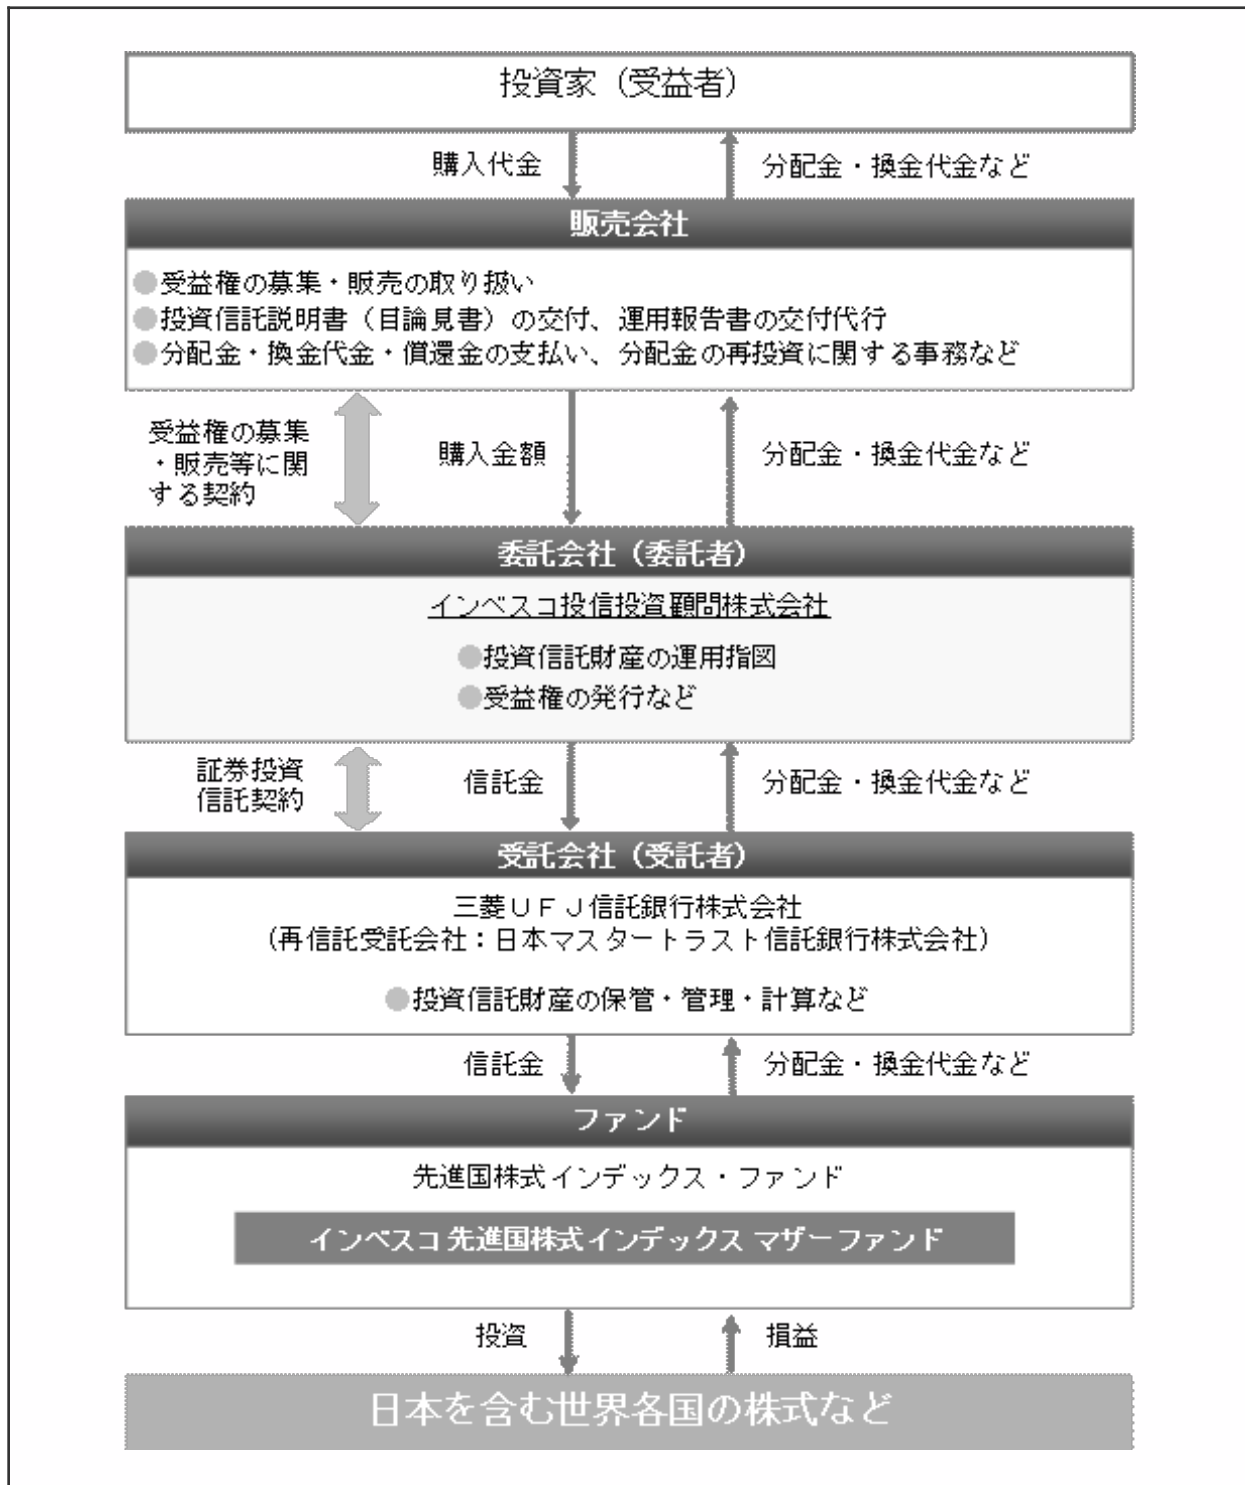 投資家（受益者）
購入代金
分配金・換金代金など
販売会社
●受益権の募集・販売の取り扱い
●投資信託説明書（目論見書）の交付、運用報告書の交付代行
●分配金・換金代金・償還金の支払い、分配金の再投資に関する事務など
受益権の募集
・販売等に関
する契約
購入金額
分配金・換金代金など
委託会社（委託者）
インベスコ投信投資顧問株式会社
●投資信託財産の運用指図
●受益権の発行など
証券投資
信託契約
信託金
分配金・換金代金など
受託会社（受託者）
三菱ＵＦＪ信託銀行株式会社
（再信託受託会社：日本マスタートラスト信託銀行株式会社）
●投資信託財産の保管・管理・計算など
信託金
分配金・換金代金など
ファンド
先進国株式インデックス・ファンド
インベスコ 先進国株式インデックス マザーファンド
投資
損益
日本を含む世界各国の株式など